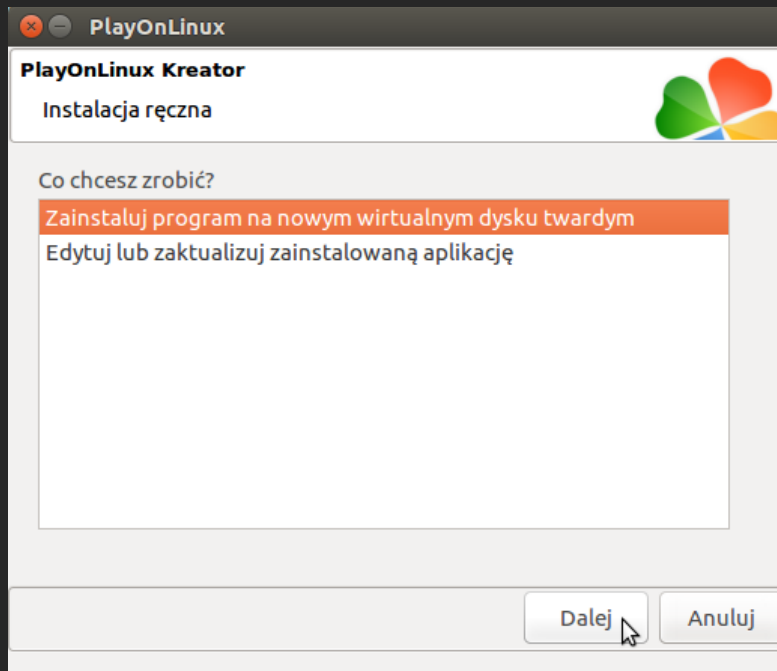 PlayOnLinux
PlayOnLinux Kreator
Instalacja ręczna
Co chcesz zrobić?
Zainstaluj program na nowym wirtualnym dysku twardym
Edytuj lub zaktualizuj zainstalowaną aplikację
Dalej
Anuluj